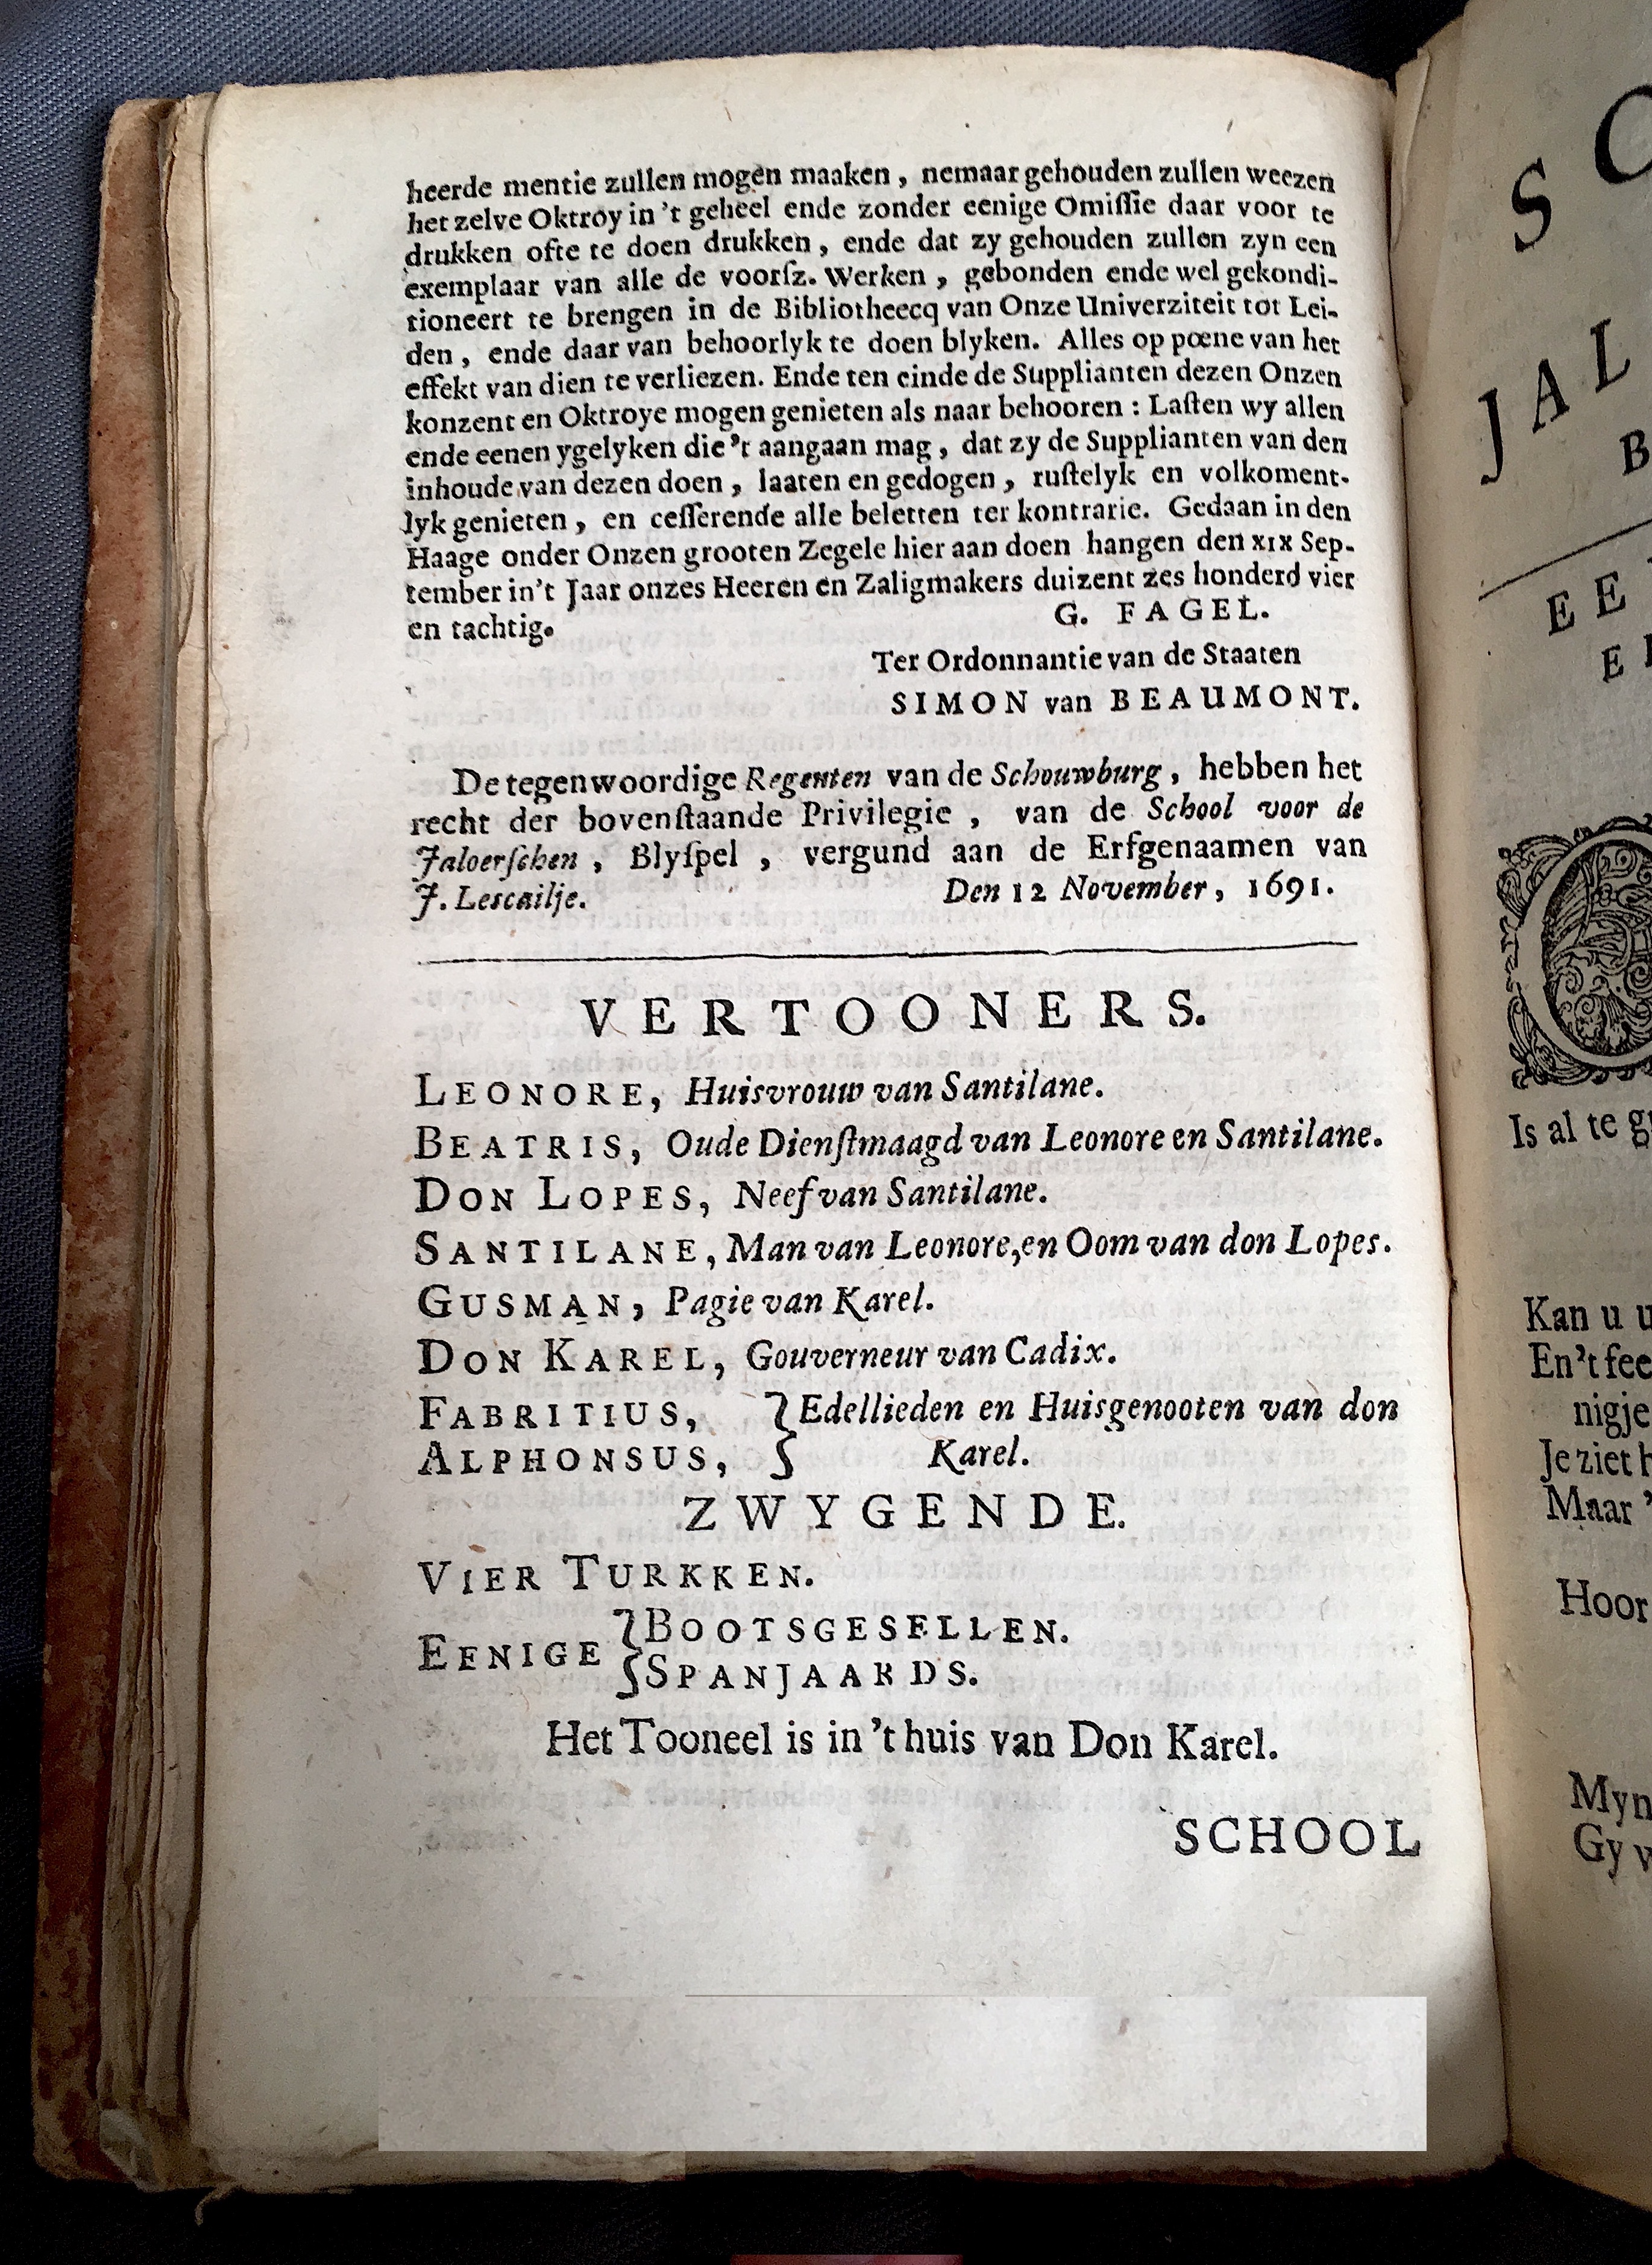 heerde mentie zullen mogen maaken, nemaar gehouden zullen weezen
het zelve Oktroy in 't geheel ende zonder eenige Omiſſie daar voor te
drukken ofte te doen drukken, ende dat zy gehouden zullen zyn een
exemplaar van alle de voorſz. Werken, gebonden ende wel gekondi-
tioneert te brengen in de Bibliotheecq van Onze Univerziteit tot Lei-
den, ende daar van behoorlyk te doen blyken. Alles op pœne van het
effekt van dien te verliezen. Ende ten einde de Supplianten dezen Onzen
konzent en Oktroye mogen genieten als naar behooren: Laſten wy allen
ende eenen ygelyken die 't aangaan mag, dat zy de Supplianten van den
inhoude van dezen doen, laaten en gedogen, ruſtelyk en volkoment-
lyk genieten, en ceſſerende alle beletten ter kontrarie. Gedaan in den
Haage onder Onzen grooten Zegele hier aan doen hangen den XIX Sep-
tember in 't Jaar onzes Heeren en Zaligmakers duizent zes honderd vier
en tachtig.
G. FAGEL.
Ter Ordonnantie van de Staaten
SIMON van BEAUMONT.
De tegenwoordige Regenten van de Schouwburg, hebben het
recht der bovenſtaande Privilegie, van de School voor de
Jaloerſchen, Blyſpel, vergund aan de Erfgenaamen van
J. Lescailje. Den 12 November, 1691.
VERTOONERS.
LEONORE, Huisvrouw van Santilane.
BEATRIS, Oude Dienſtmaagd van Leonore en Santilane.
DON LOPES, Neef van Santilane.
SANTILANE, Man van Leonore, en Oom van don Lopes.
GUSMAN, Pagie van Karel.
DON KAREL, Gouverneur van Cadix.
FABRITIUS, } Edellieden en Huisgenooten van don
ALPHONSUS, } Karel.
ZWYGENDE.
VIER TURKKEN.
EENIGE } BOOTSGESELLEN.
} SPANJAARDS.
Het Tooneel is in 't huis van Don Karel.
SCHOOL
S C
JAL
B
EE
E
Is al te g
Kan u u
En 't fee
nigje
Je ziet h
Maar '
Hoor
Myn
Gy v